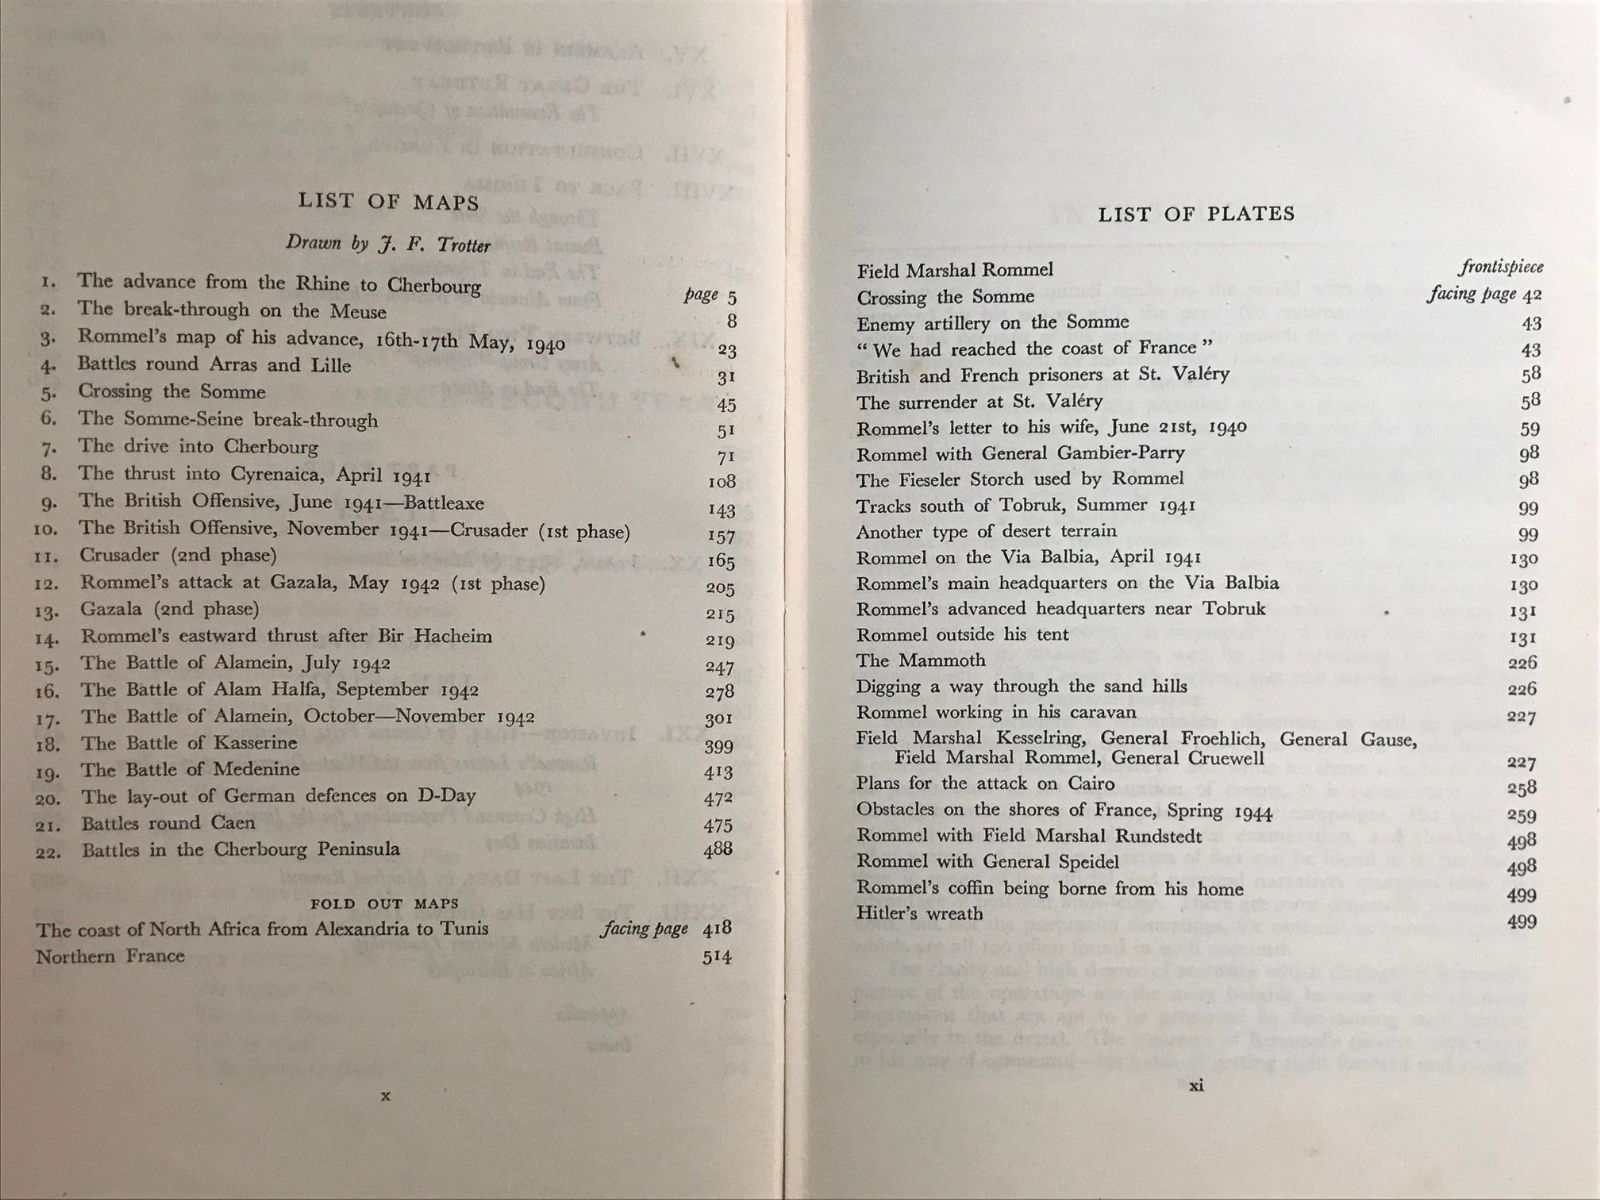 LIST OF MAPS
Drawn by J. F. Trotter
1. The advance from the Rhine to Cherbourg page 5
2. The break-through on the Meuse 8
3. Rommel's map of his advance, 16th-17th May, 1940 23
4. Battles round Arras and Lille 31
5. Crossing the Somme 45
6. The Somme-Seine break-through 51
7. The drive into Cherbourg 71
8. The thrust into Cyrenaica, April 1941 108
9. The British Offensive, June 1941—Battleaxe 143
10. The British Offensive, November 1941—Crusader (1st phase) 157
11. Crusader (2nd phase) 165
12. Rommel's attack at Gazala, May 1942 (1st phase) 205
13. Gazala (2nd phase) 215
14. Rommel's eastward thrust after Bir Hacheim 219
15. The Battle of Alamein, July 1942 247
16. The Battle of Alam Halfa, September 1942 278
17. The Battle of Alamein, October—November 1942 301
18. The Battle of Kasserine 399
19. The Battle of Medenine 413
20. The lay-out of German defences on D-Day 472
21. Battles round Caen 475
22. Battles in the Cherbourg Peninsula 488
FOLD OUT MAPS
The coast of North Africa from Alexandria to Tunis facing page 418
Northern France 514
x
LIST OF PLATES
Field Marshal Rommel frontispiece
Crossing the Somme facing page 42
Enemy artillery on the Somme 43
“ We had reached the coast of France ” 43
British and French prisoners at St. Valéry 58
The surrender at St. Valéry 58
Rommel's letter to his wife, June 21st, 1940 59
Rommel with General Gambier-Parry 98
The Fieseler Storch used by Rommel 98
Tracks south of Tobruk, Summer 1941 99
Another type of desert terrain 99
Rommel on the Via Balbia, April 1941 130
Rommel's main headquarters on the Via Balbia 130
Rommel's advanced headquarters near Tobruk 131
Rommel outside his tent 131
The Mammoth 226
Digging a way through the sand hills 226
Rommel working in his caravan 227
Field Marshal Kesselring, General Froehlich, General Gause,
Field Marshal Rommel, General Cruewell 227
Plans for the attack on Cairo 258
Obstacles on the shores of France, Spring 1944 259
Rommel with Field Marshal Rundstedt 498
Rommel with General Speidel 498
Rommel's coffin being borne from his home 499
Hitler's wreath 499
xi